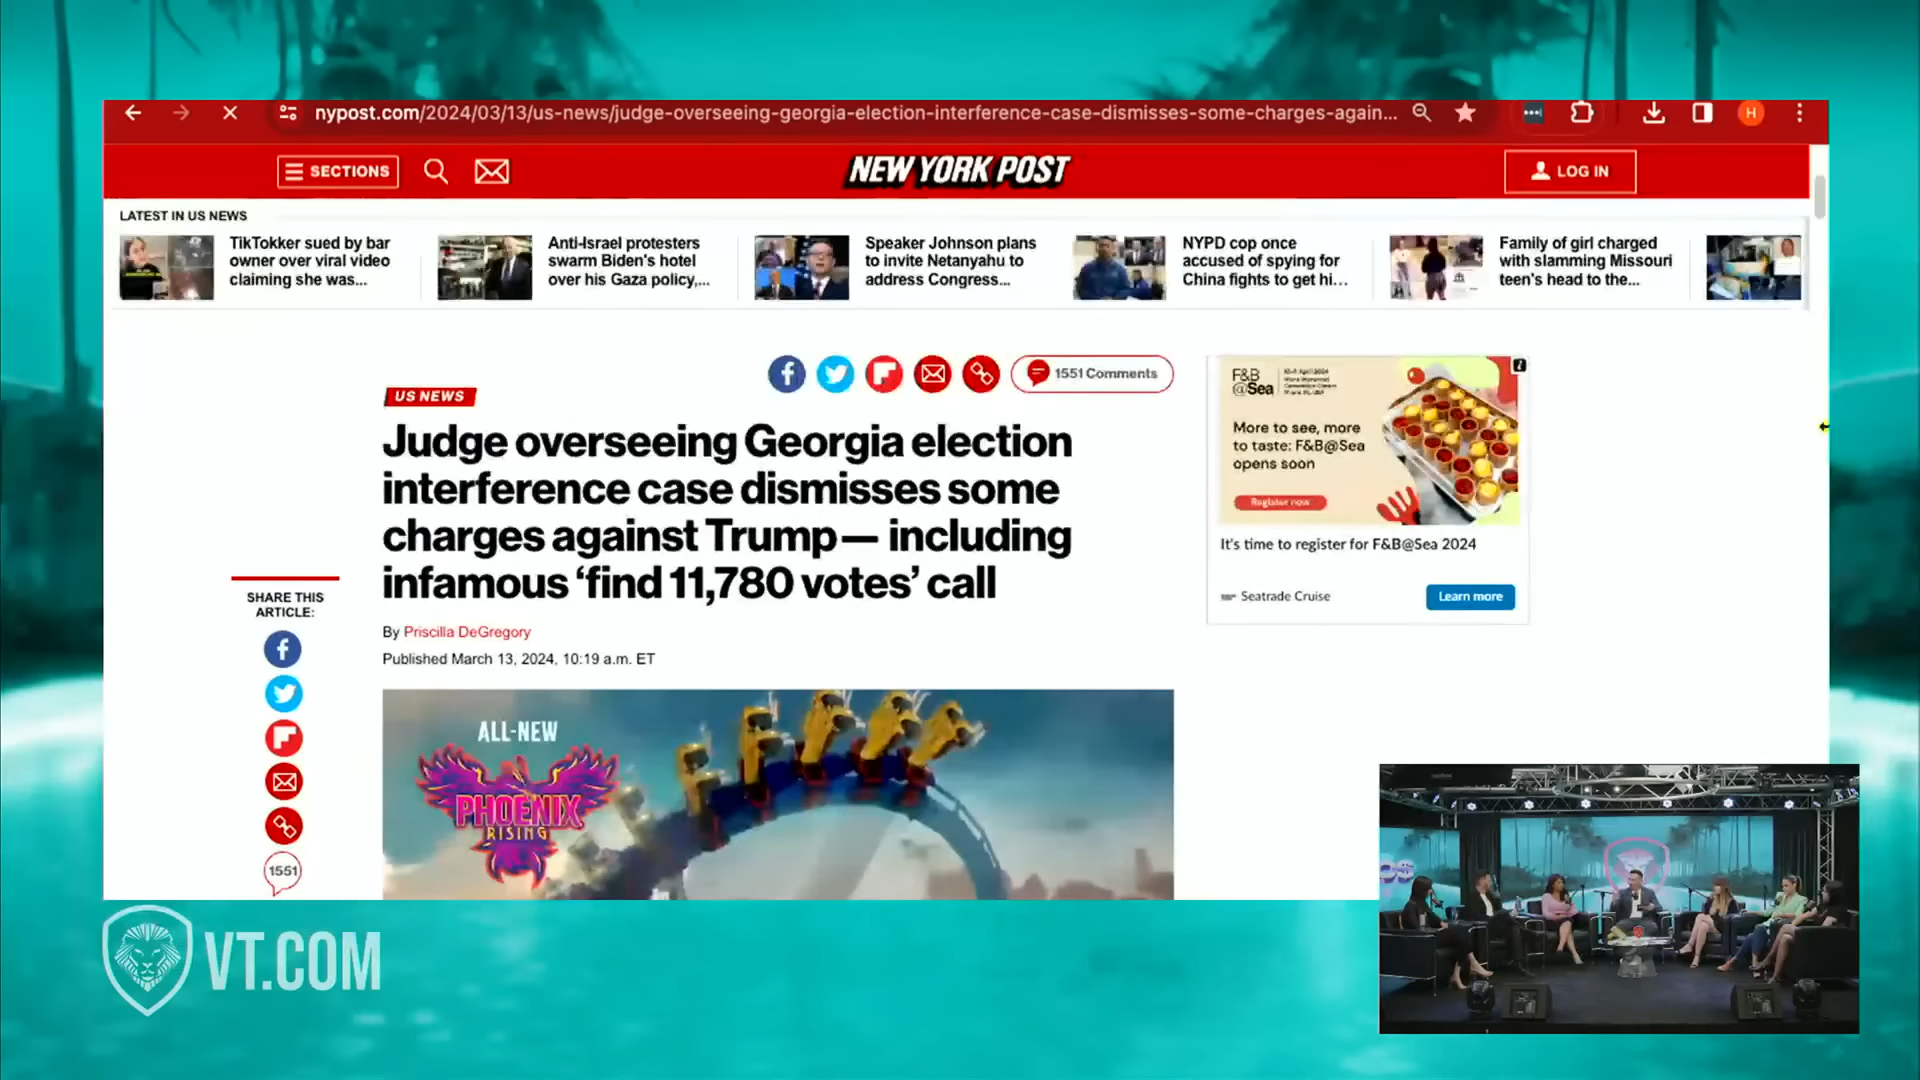 nypost.com/2024/03/13/us-news/judge-overseeing-georgia-election-interference-case-dismisses-some-charges-again...
H
SECTIONS
NEW YORK POST
LOG IN
LATEST IN US NEWS
TikTokker sued by bar
owner over viral video
claiming she was...
Anti-Israel protesters
swarm Biden's hotel
over his Gaza policy,...
Speaker Johnson plans
to invite Netanyahu to
address Congress...
NYPD cop once
accused of spying for
China fights to get hi...
Family of girl charged
with slamming Missouri
teen's head to the...
1551 Comments
US NEWS
Judge overseeing Georgia election
interference case dismisses some
charges against Trump— including
infamous ‘find 11,780 votes’ call
By Priscilla DeGregory
Published March 13, 2024, 10:19 a.m. ET
SHARE THIS
ARTICLE:
1551
ALL-NEW
PHOENIX
RISING
F&B
@Sea
More to see, more
to taste: F&B@Sea
opens soon
Register now
It's time to register for F&B@Sea 2024
Seatrade Cruise
Learn more
VT.COM